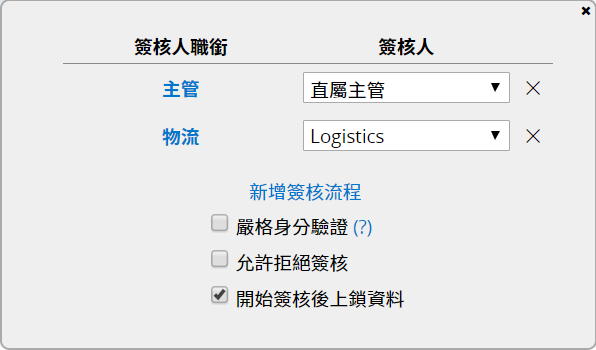 簽核人職銜 簽核人
主管 直屬主管
物流 Logistics
新增簽核流程
嚴格身分驗證 (?)
允許拒絕簽核
開始簽核後上鎖資料